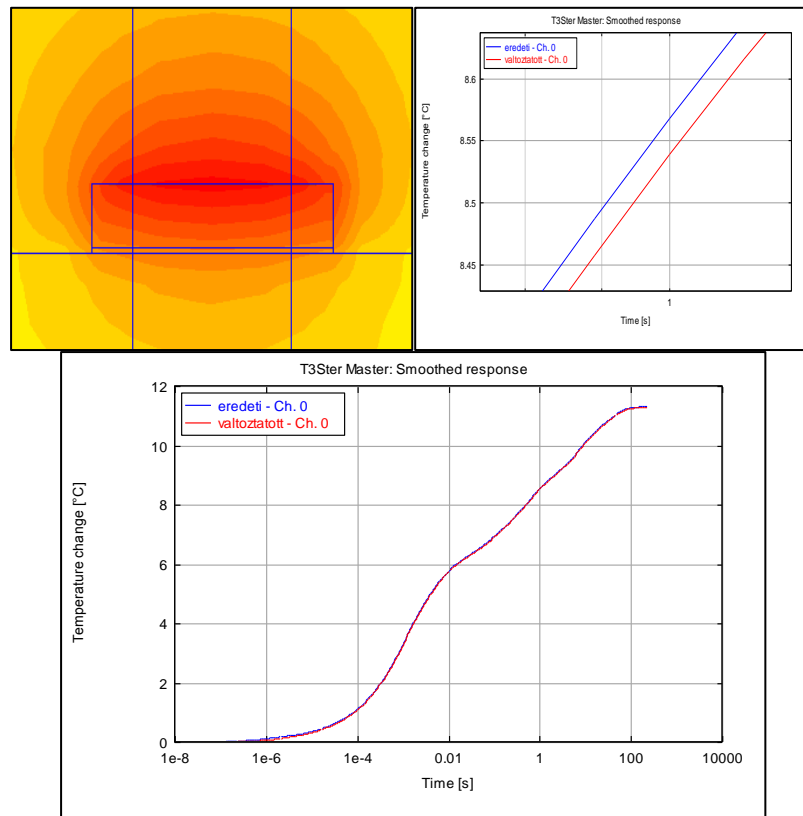 T3Ster Master: Smoothed response
eredeti - Ch. 0
valtoztatott - Ch. 0
8.6
8.55
8.5
8.45
Temperature change [°C]
1
Time [s]
T3Ster Master: Smoothed response
eredeti - Ch. 0
valtoztatott - Ch. 0
12
10
8
6
4
2
0
Temperature change [°C]
1e-8 1e-6 1e-4 0.01 1 100 10000
Time [s]